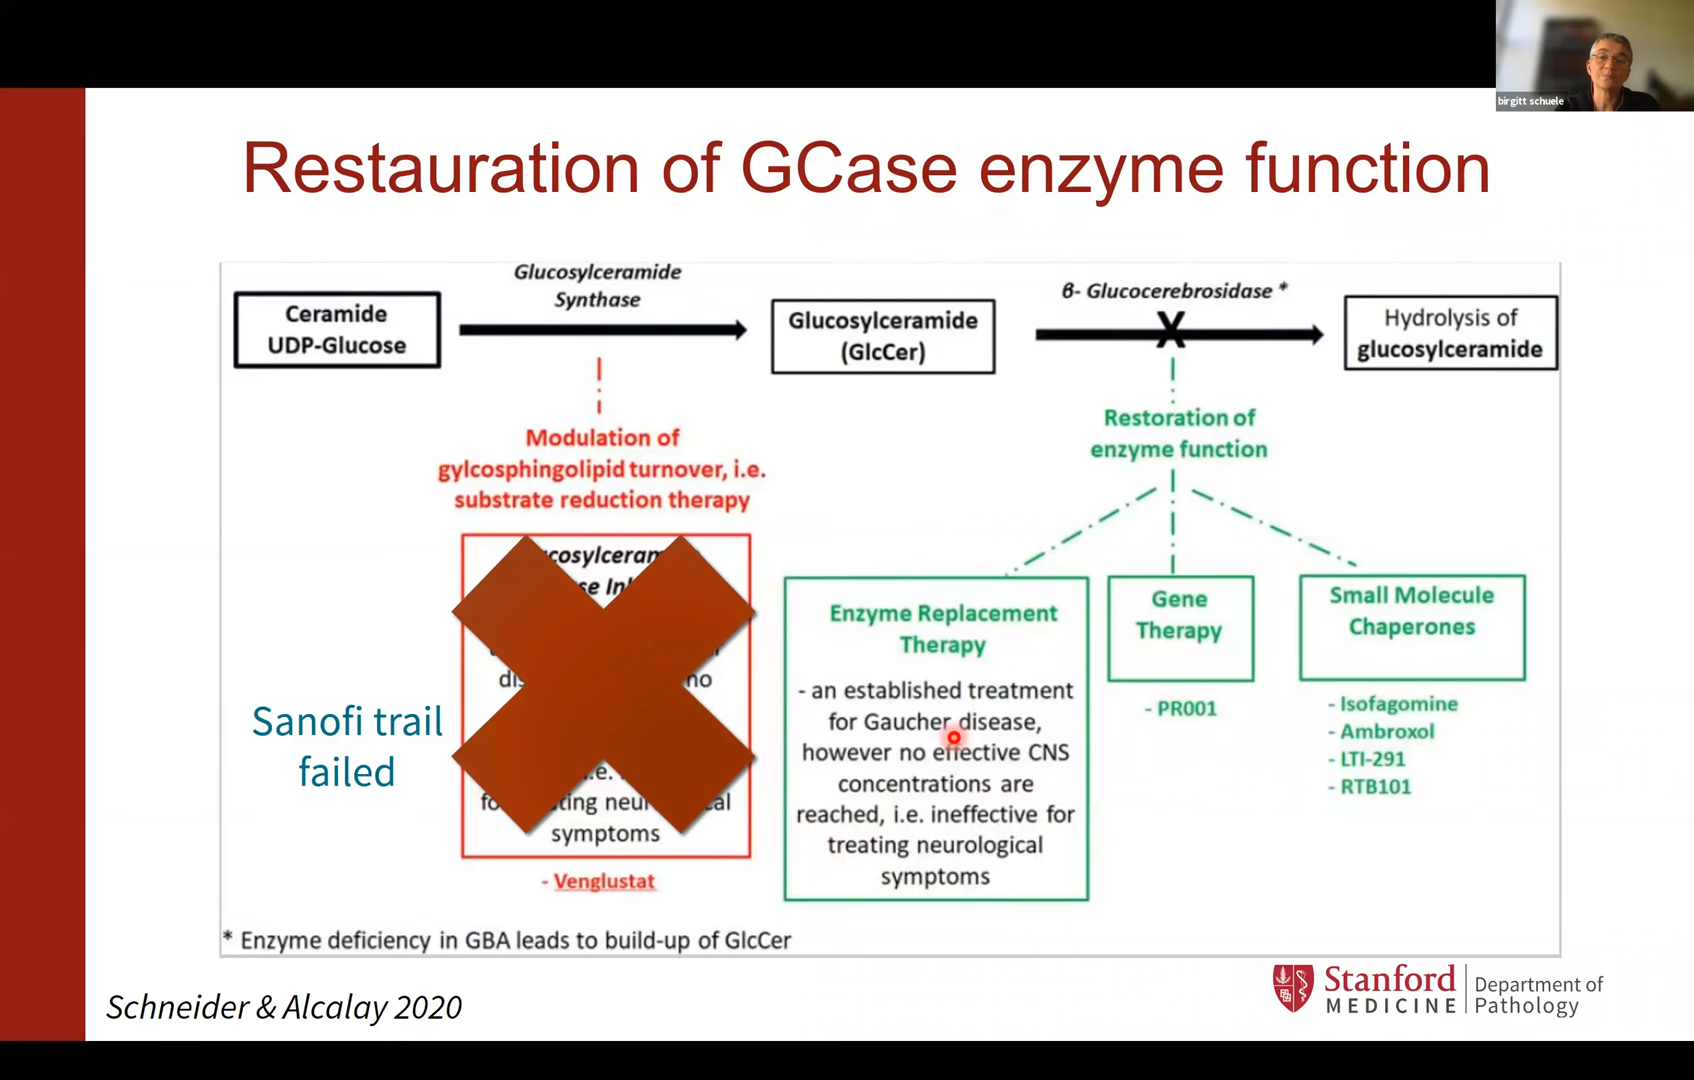 birgitt schuele
Restauration of GCase enzyme function
Glucosylceramide
Synthase
β- Glucocerebrosidase *
Ceramide
UDP-Glucose
Glucosylceramide
(GlcCer)
X
Hydrolysis of
glucosylceramide
Modulation of
gylcosphingolipid turnover, i.e.
substrate reduction therapy
Restoration of
enzyme function
Sanofi trail
failed
no
symptoms
- Venglustat
Enzyme Replacement
Therapy
- an established treatment
for Gaucher disease,
however no effective CNS
concentrations are
reached, i.e. ineffective for
treating neurological
symptoms
Gene
Therapy
- PR001
Small Molecule
Chaperones
- Isofagomine
- Ambroxol
- LTI-291
- RTB101
* Enzyme deficiency in GBA leads to build-up of GlcCer
Schneider & Alcalay 2020
Stanford
MEDICINE
Department of
Pathology